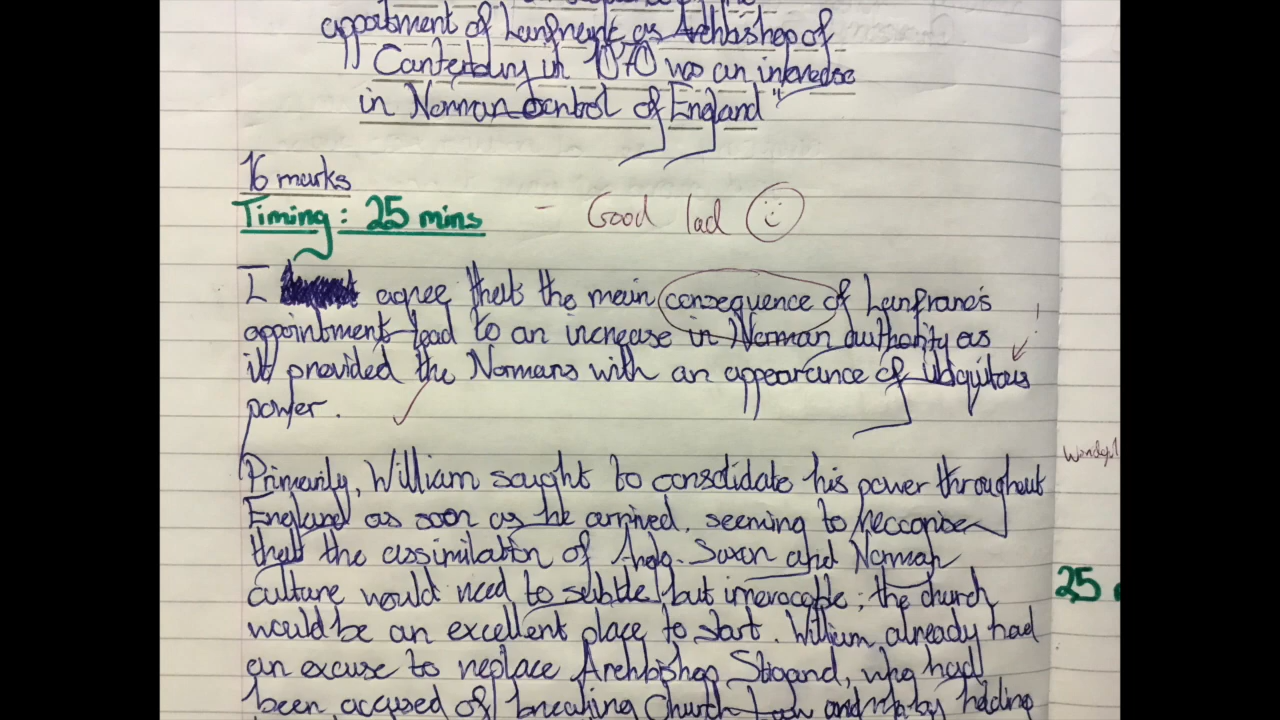 appointment of Lanfranc as Archbishop of
Canterbury in 1070 was an increase
in Norman control of England"
16 marks
Timing: 25 mins - Good lad
I agree that the main consequence of Lanfranc's
appointment lead to an increase in Norman authority as
it provided the Normans with an appearance of ubiquitous
power.
Primarily, William sought to consolidate his power throughout
England as soon as he arrived, seeming to reccognise
that the assimilation of Anglo-Saxon and Norman
culture would need to subtle but irrevocable; the church
would be an excellent place to start. William already had
an excuse to replace Archbishop Stigand, who had
been accused of breaking Church Law holding
25